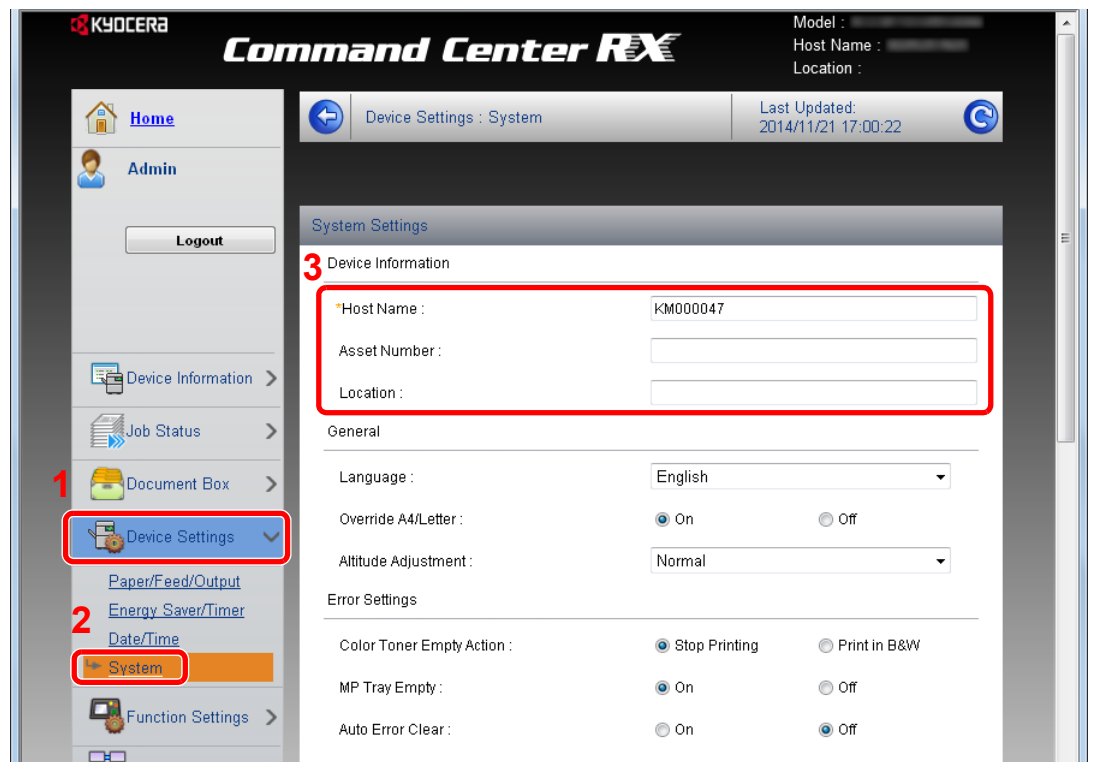 KYOCERA
Command Center RX
Model :
Host Name :
Location :
Home
Admin
Logout
Device Information
Job Status
1
Document Box
Device Settings
Paper/Feed/Output
Energy Saver/Timer
2
Date/Time
System
Function Settings
Device Settings : System
Last Updated:
2014/11/21 17:00:22
System Settings
3
Device Information
*Host Name : KM000047
Asset Number :
Location :
General
Language : English
Override A4/Letter : On Off
Altitude Adjustment : Normal
Error Settings
Color Toner Empty Action : Stop Printing Print in B&W
MP Tray Empty : On Off
Auto Error Clear : On Off